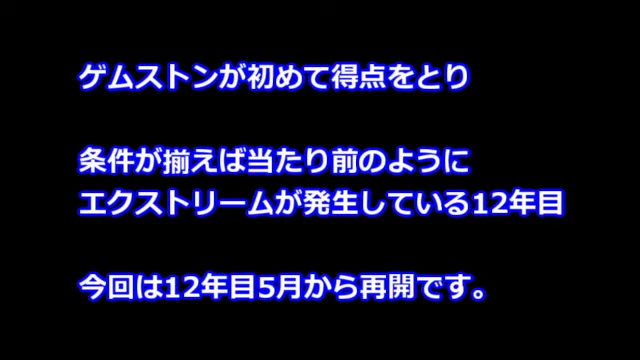 ゲムストンが初めて得点をとり
条件が揃えば当たり前のように
エクストリームが発生している12年目
今回は12年目5月から再開です。